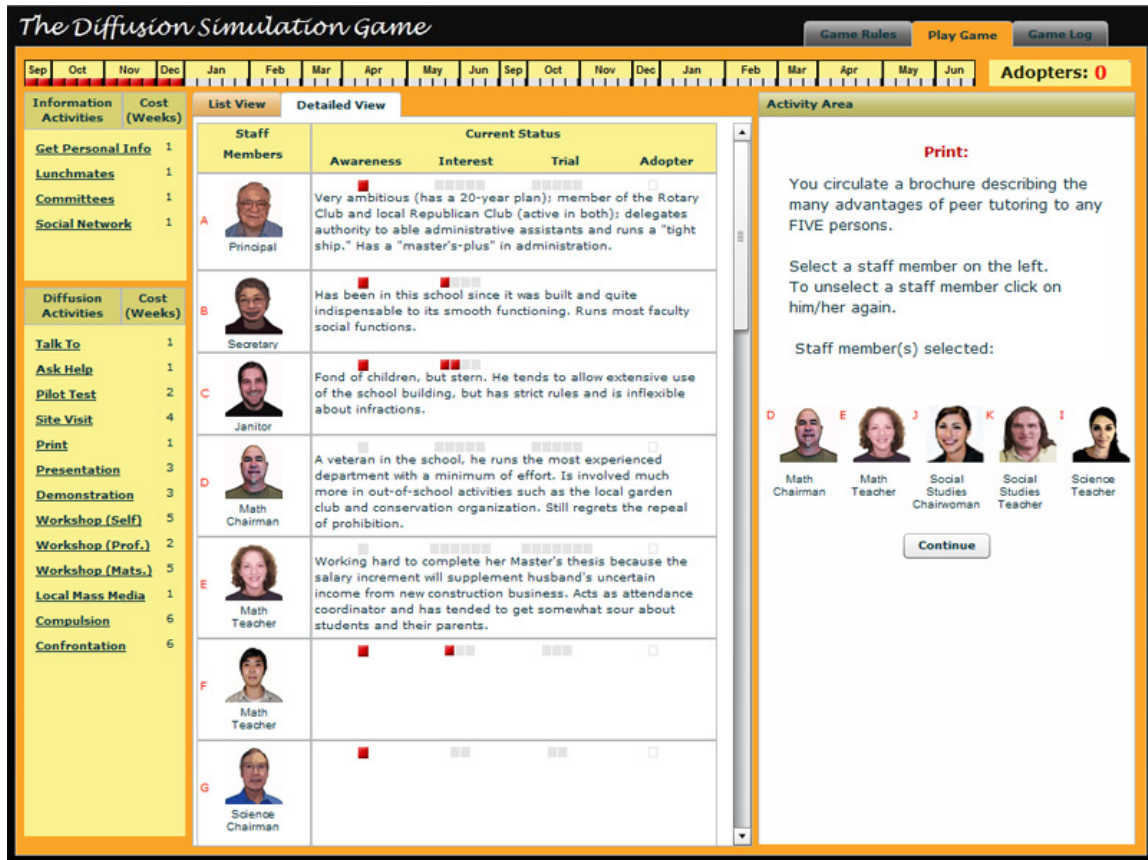 The Diffusion Simulation Game
Game Rules
Play Game
Game Log
Sep Oct Nov Dec Jan Feb Mar Apr May Jun Sep Oct Nov Dec Jan Feb Mar Apr May Jun
Adopters: 0
Information Activities Cost (Weeks)
Get Personal Info 1
Lunchmates 1
Committees 1
Social Network 1
Diffusion Activities Cost (Weeks)
Talk To 1
Ask Help 1
Pilot Test 2
Site Visit 4
Print 1
Presentation 3
Demonstration 3
Workshop (Self) 5
Workshop (Prof.) 2
Workshop (Mats.) 5
Local Mass Media 1
Compulsion 6
Confrontation 6
List View
Detailed View
Staff Members
Current Status
Awareness Interest Trial Adopter
A
Principal
Very ambitious (has a 20-year plan); member of the Rotary
Club and local Republican Club (active in both); delegates
authority to able administrative assistants and runs a "tight
ship." Has a "master's-plus" in administration.
B
Secretary
Has been in this school since it was built and quite
indispensable to its smooth functioning. Runs most faculty
social functions.
C
Janitor
Fond of children, but stern. He tends to allow extensive use
of the school building, but has strict rules and is inflexible
about infractions.
D
Math
Chairman
A veteran in the school, he runs the most experienced
department with a minimum of effort. Is involved much
more in out-of-school activities such as the local garden
club and conservation organization. Still regrets the repeal
of prohibition.
E
Math
Teacher
Working hard to complete her Master's thesis because the
salary increment will supplement husband's uncertain
income from new construction business. Acts as attendance
coordinator and has tended to get somewhat sour about
students and their parents.
F
Math
Teacher
G
Science
Chairman
Activity Area
Print:
You circulate a brochure describing the
many advantages of peer tutoring to any
FIVE persons.
Select a staff member on the left.
To unselect a staff member click on
him/her again.
Staff member(s) selected:
D E J K I
Math Chairman
Math Teacher
Social Studies Chairwoman
Social Studies Teacher
Science Teacher
Continue